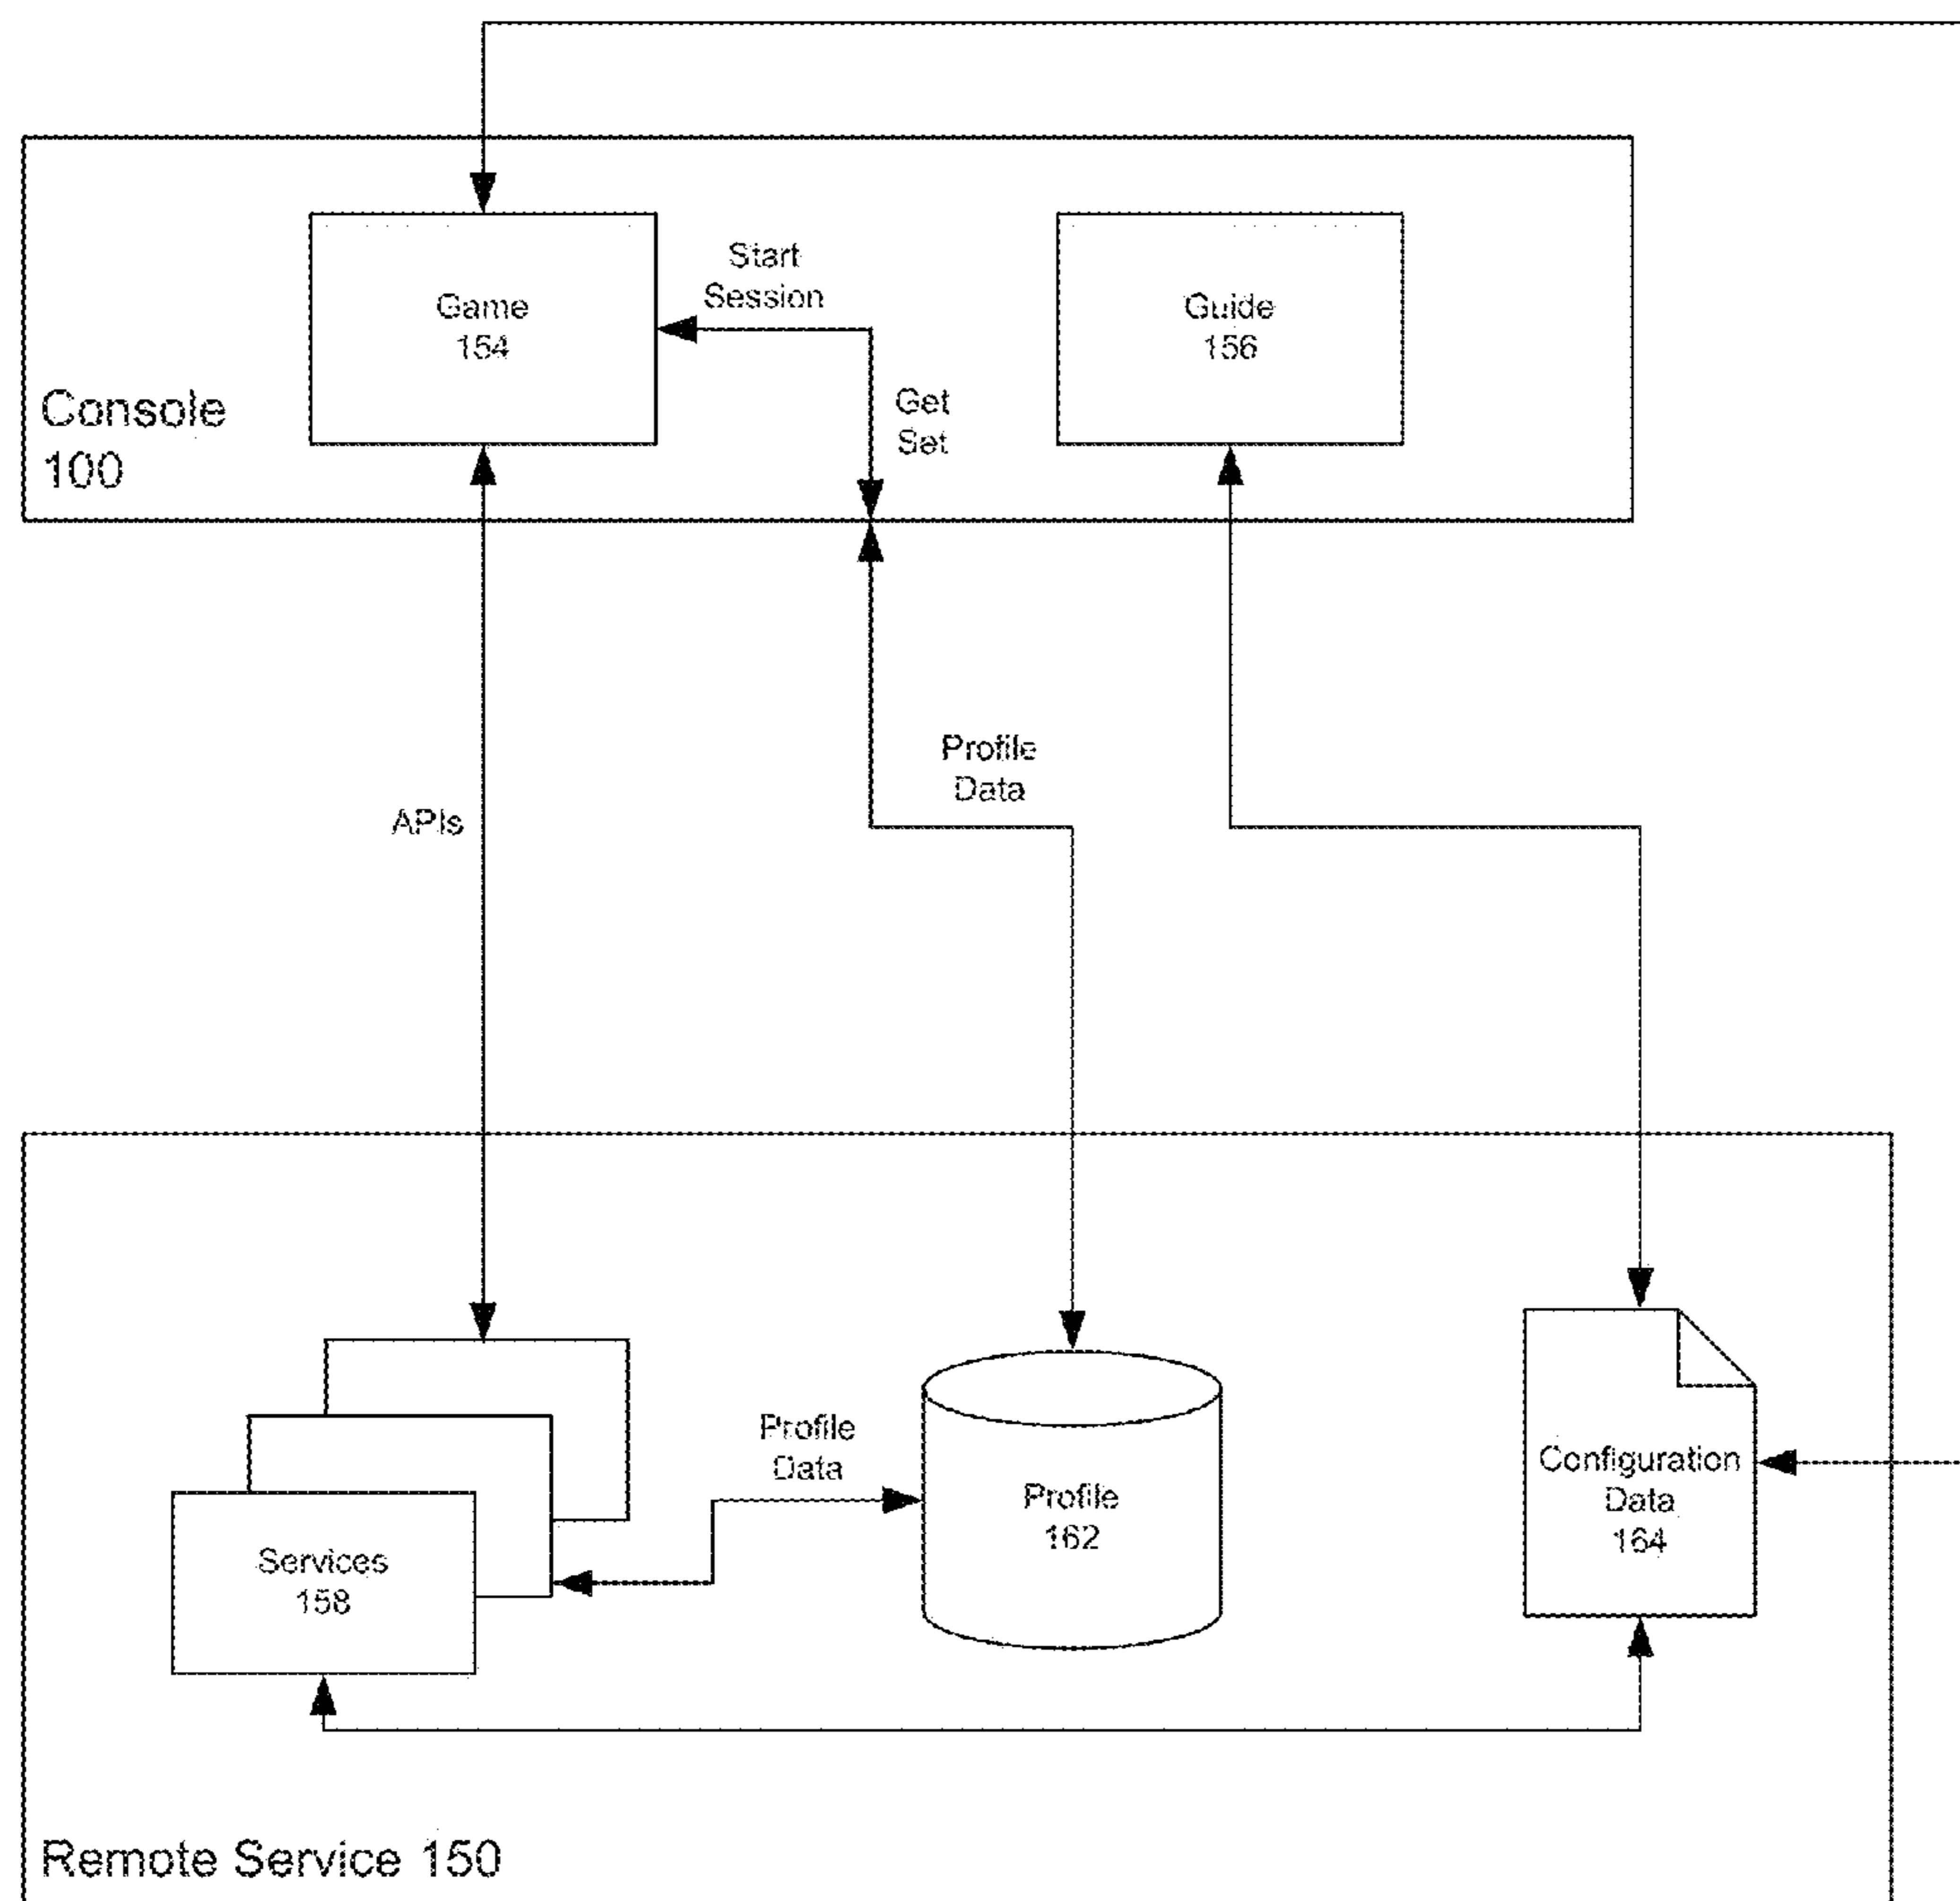 Start
Session
Game
154
Guide
156
Get
Set
Console
100
Profile
Data
APIs
Profile
Data
Configuration
Data
164
Profile
162
Services
158
Remote Service 150